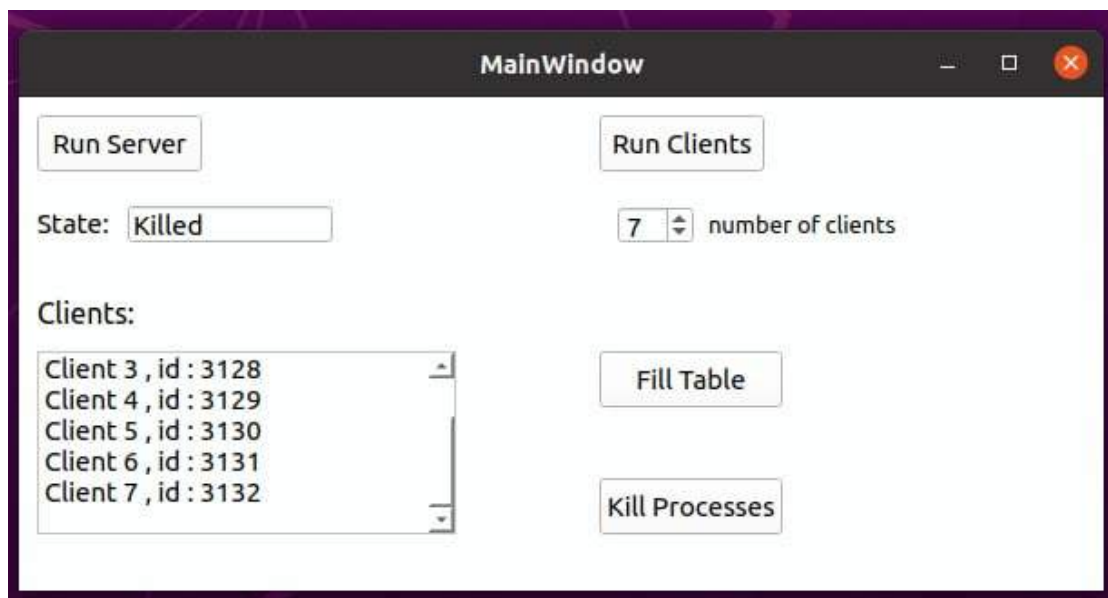 MainWindow
Run Server
Run Clients
State: Killed
7 number of clients
Clients:
Client 3 , id : 3128
Client 4 , id : 3129
Client 5 , id : 3130
Client 6 , id : 3131
Client 7 , id : 3132
Fill Table
Kill Processes